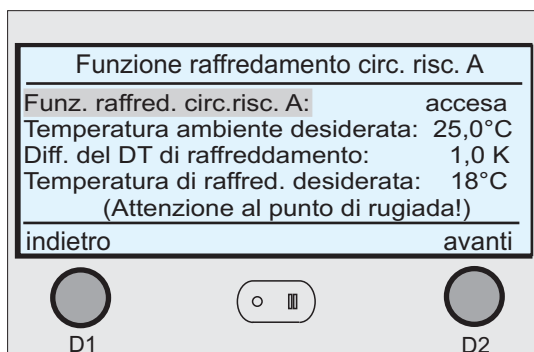 Funzione raffredamento circ. risc. A
Funz. raffred. circ.risc. A: accesa
Temperatura ambiente desiderata: 25,0°C
Diff. del DT di raffreddamento: 1,0 K
Temperatura di raffred. desiderata: 18°C
(Attenzione al punto di rugiada!)
indietro avanti
D1 D2